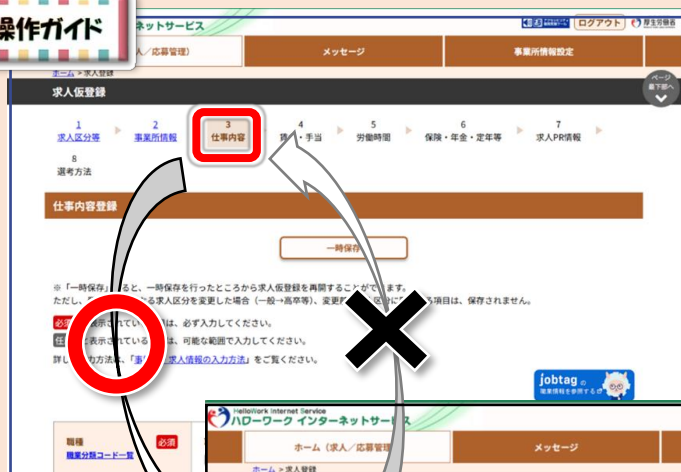 操作ガイド
ネットサービス
ログアウト
厚生労働省
人/応募管理)
メッセージ
事業所情報設定
ホーム > 求人登録
ページ
最下部へ
求人仮登録
1
求人区分等
2
事業所情報
3
仕事内容
4
・手当
5
労働時間
6
保険・年金・定年等
7
求人PR情報
8
選考方法
仕事内容登録
一時保存
※「一時保存」 ると、一時保存を行ったところから求人仮登録を再開することができます。
ただし、 る求人区分を変更した場合(一般→高卒等)、変更 項目は、保存されません。
表示されてい は、必ず入力してください。
任 と表示されている は、可能な範囲で入力してください。
詳し 力方法は、「 求人情報の入力方法」をご覧ください。
jobtag の
職業情報を参照する
職種
必須
職業分類コード一覧
HelloWork Internet Service
ハローワーク インターネットサービス
ホーム(求人/応募管理
メッセージ
ホーム > 求人登録